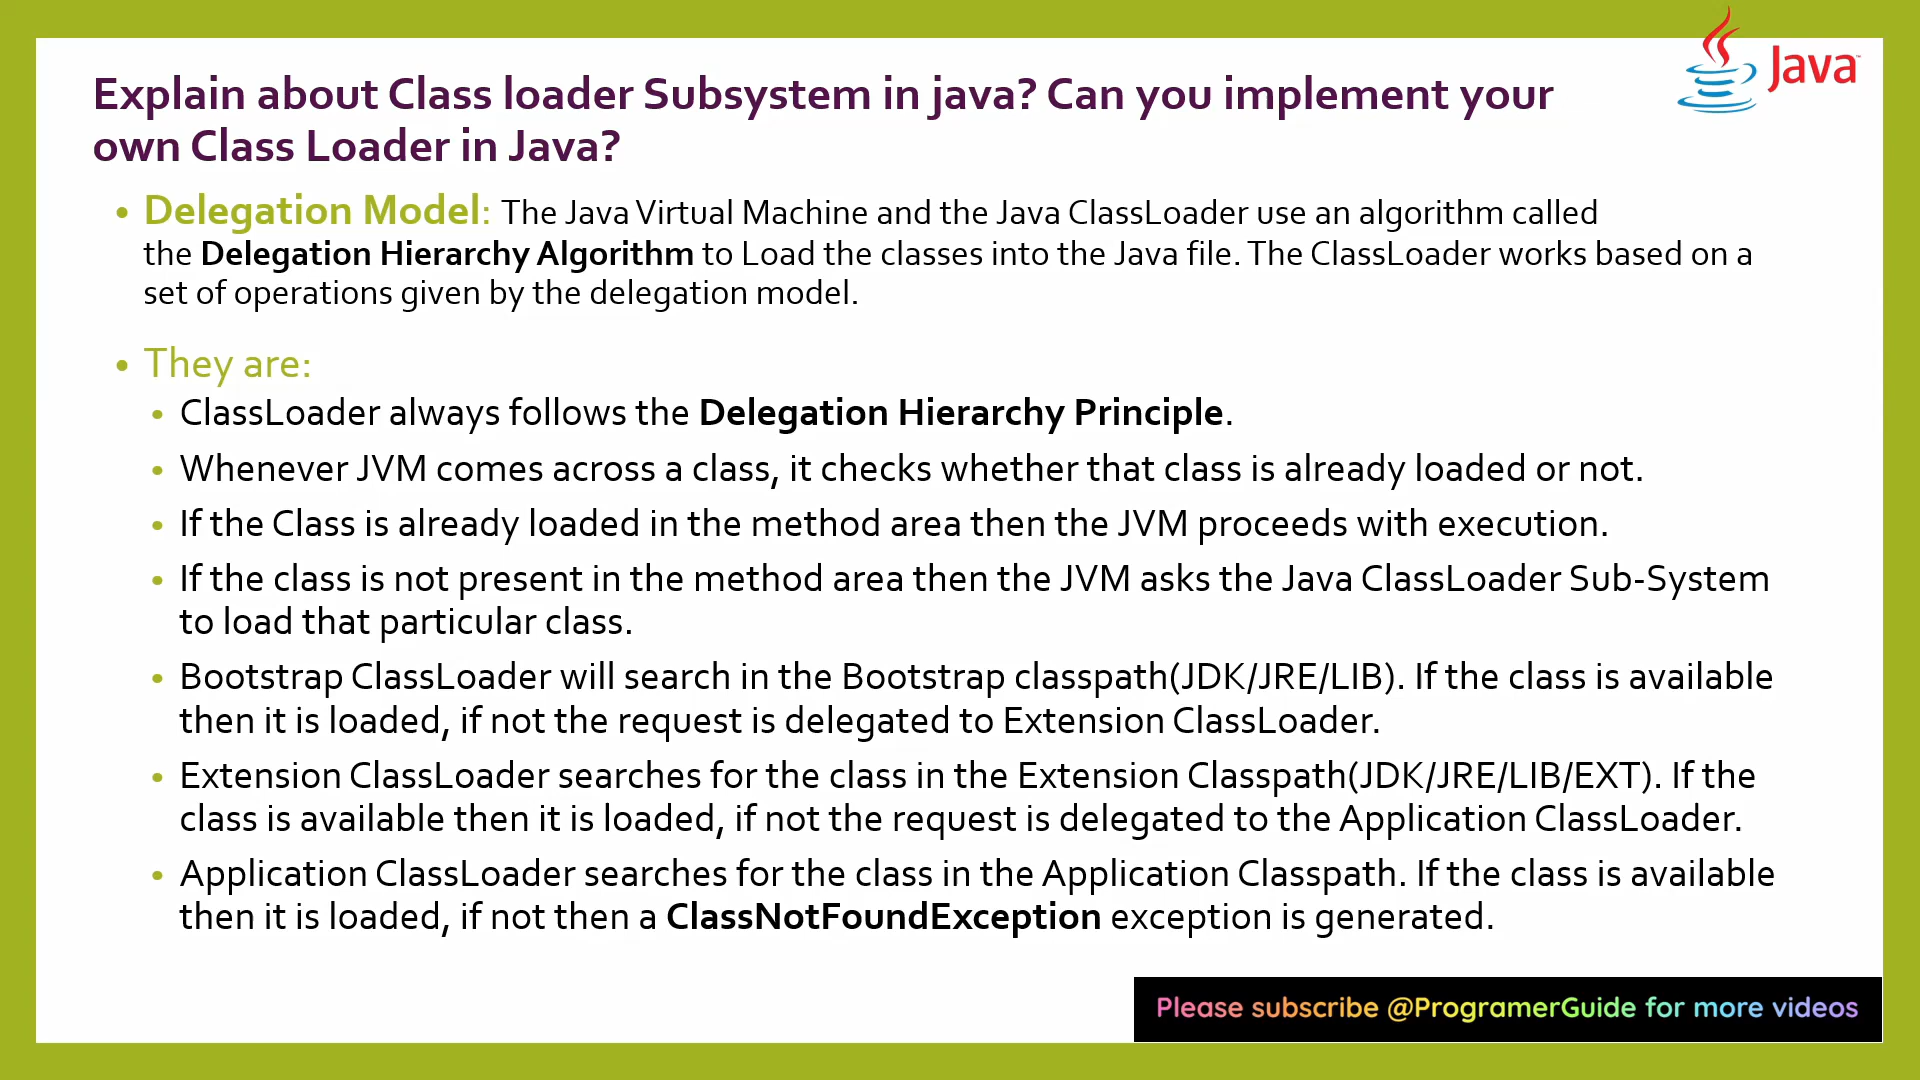 Java™
Explain about Class loader Subsystem in java? Can you implement your
own Class Loader in Java?
• Delegation Model: The Java Virtual Machine and the Java ClassLoader use an algorithm called
the Delegation Hierarchy Algorithm to Load the classes into the Java file. The ClassLoader works based on a
set of operations given by the delegation model.
• They are:
• ClassLoader always follows the Delegation Hierarchy Principle.
• Whenever JVM comes across a class, it checks whether that class is already loaded or not.
• If the Class is already loaded in the method area then the JVM proceeds with execution.
• If the class is not present in the method area then the JVM asks the Java ClassLoader Sub-System
to load that particular class.
• Bootstrap ClassLoader will search in the Bootstrap classpath(JDK/JRE/LIB). If the class is available
then it is loaded, if not the request is delegated to Extension ClassLoader.
• Extension ClassLoader searches for the class in the Extension Classpath(JDK/JRE/LIB/EXT). If the
class is available then it is loaded, if not the request is delegated to the Application ClassLoader.
• Application ClassLoader searches for the class in the Application Classpath. If the class is available
then it is loaded, if not then a ClassNotFoundException exception is generated.
Please subscribe @ProgramerGuide for more videos